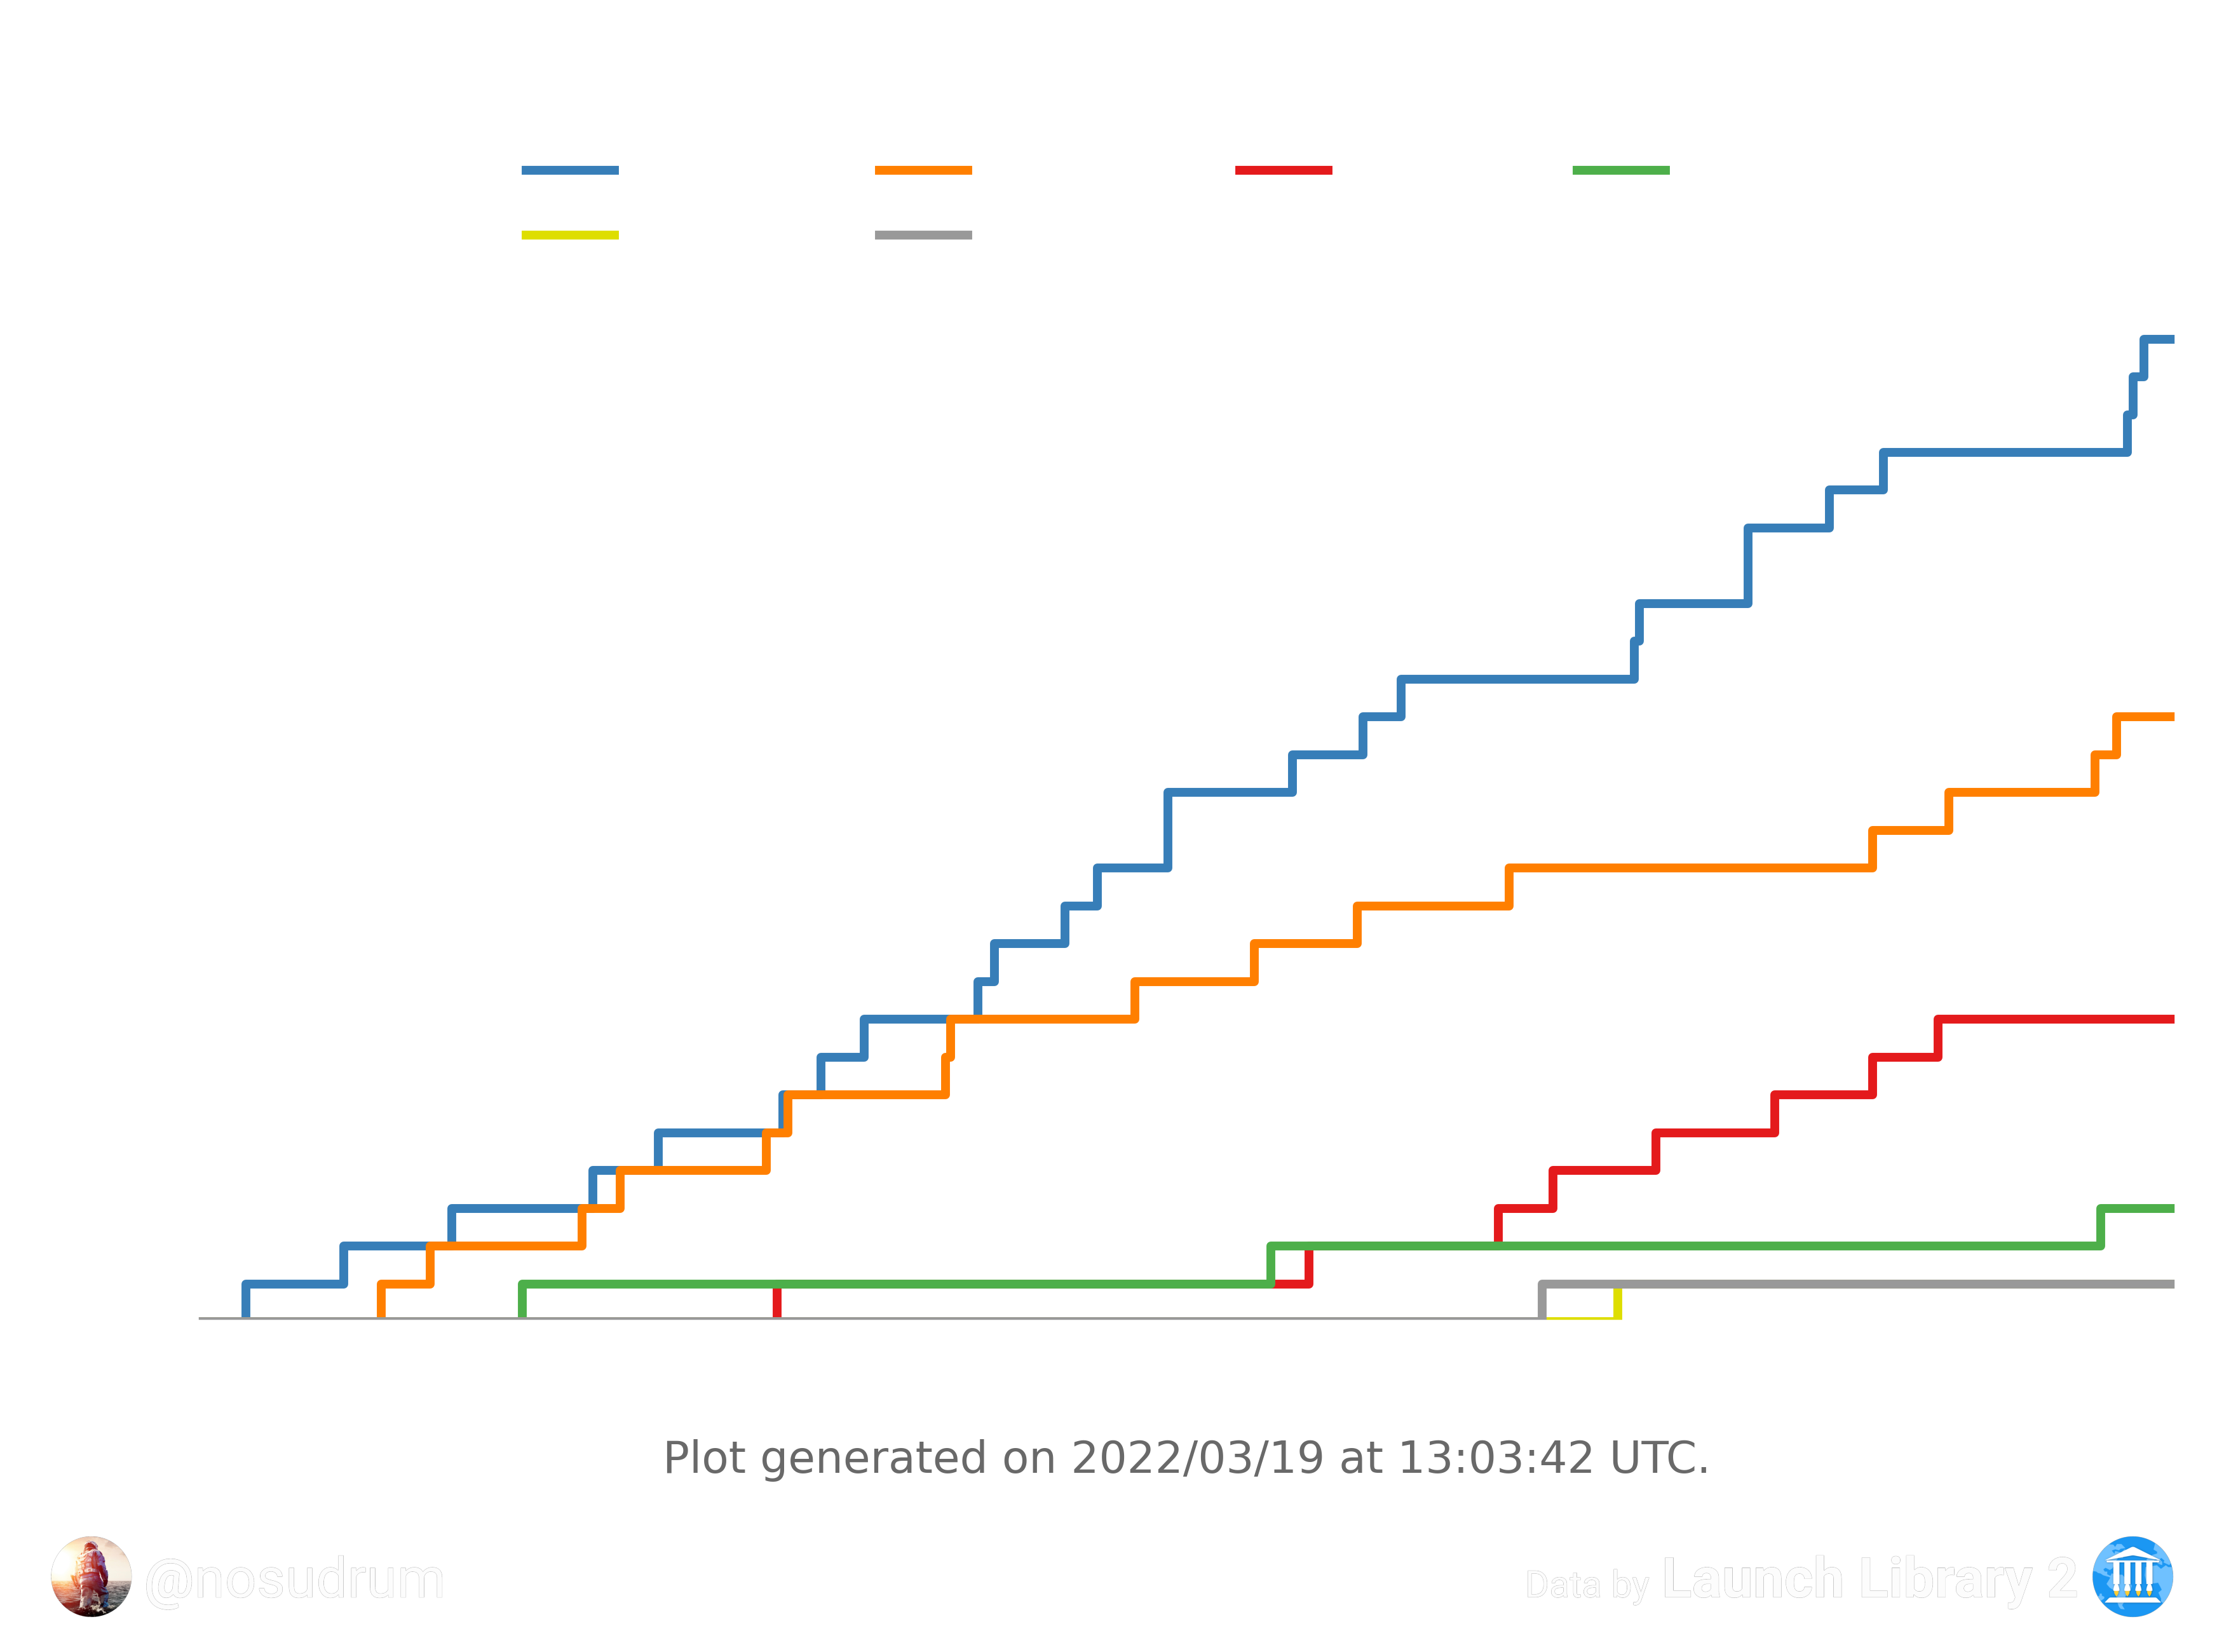 Plot generated on 2022/03/19 at 13:03:42 UTC.
@nosudrum
Data by Launch Library 2